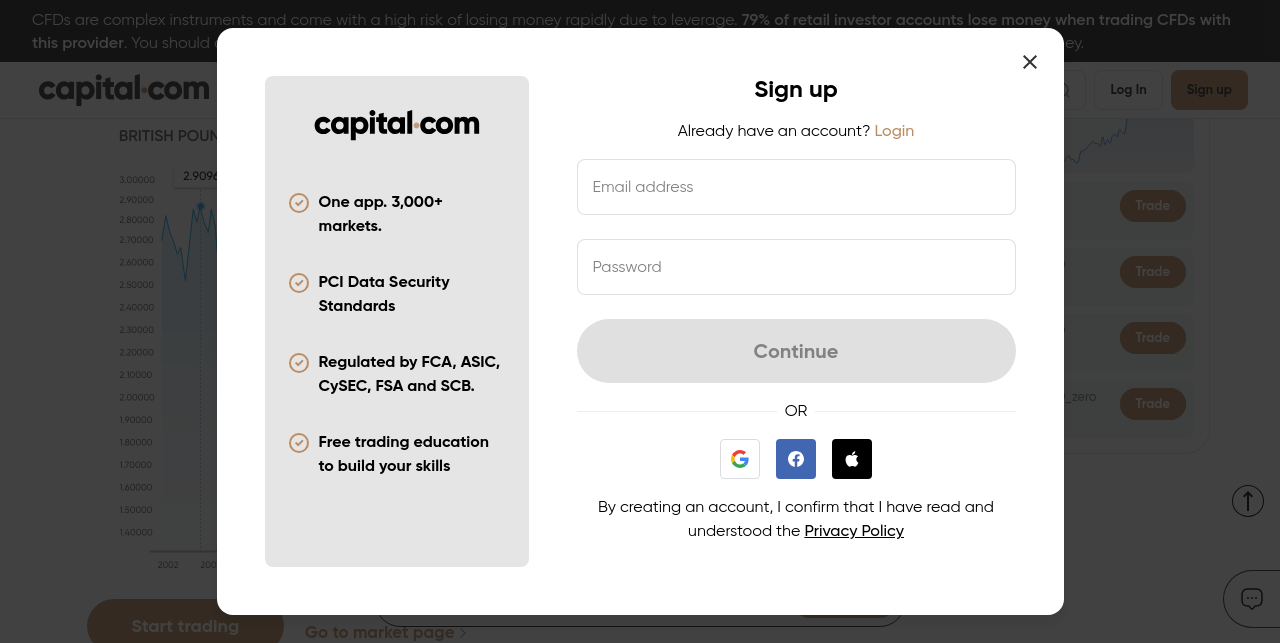 CFDs are complex instruments and come with a high risk of losing money rapidly due to leverage. 79% of retail investor accounts lose money when trading CFDs with
this provider. You should
ey.
capital.com
Log In
Sign up
BRITISH POUN
2.9096
3.00000
2.90000
2.80000
2.70000
2.60000
2.50000
2.40000
2.30000
2.20000
2.10000
2.00000
1.90000
1.80000
1.70000
1.60000
1.50000
1.40000
2002
200
Trade
Trade
Trade
_zero
Trade
Start trading
Go to market page
capital.com
One app. 3,000+
markets.
PCI Data Security
Standards
Regulated by FCA, ASIC,
CySEC, FSA and SCB.
Free trading education
to build your skills
Sign up
Already have an account? Login
Email address
Password
Continue
OR
By creating an account, I confirm that I have read and
understood the Privacy Policy